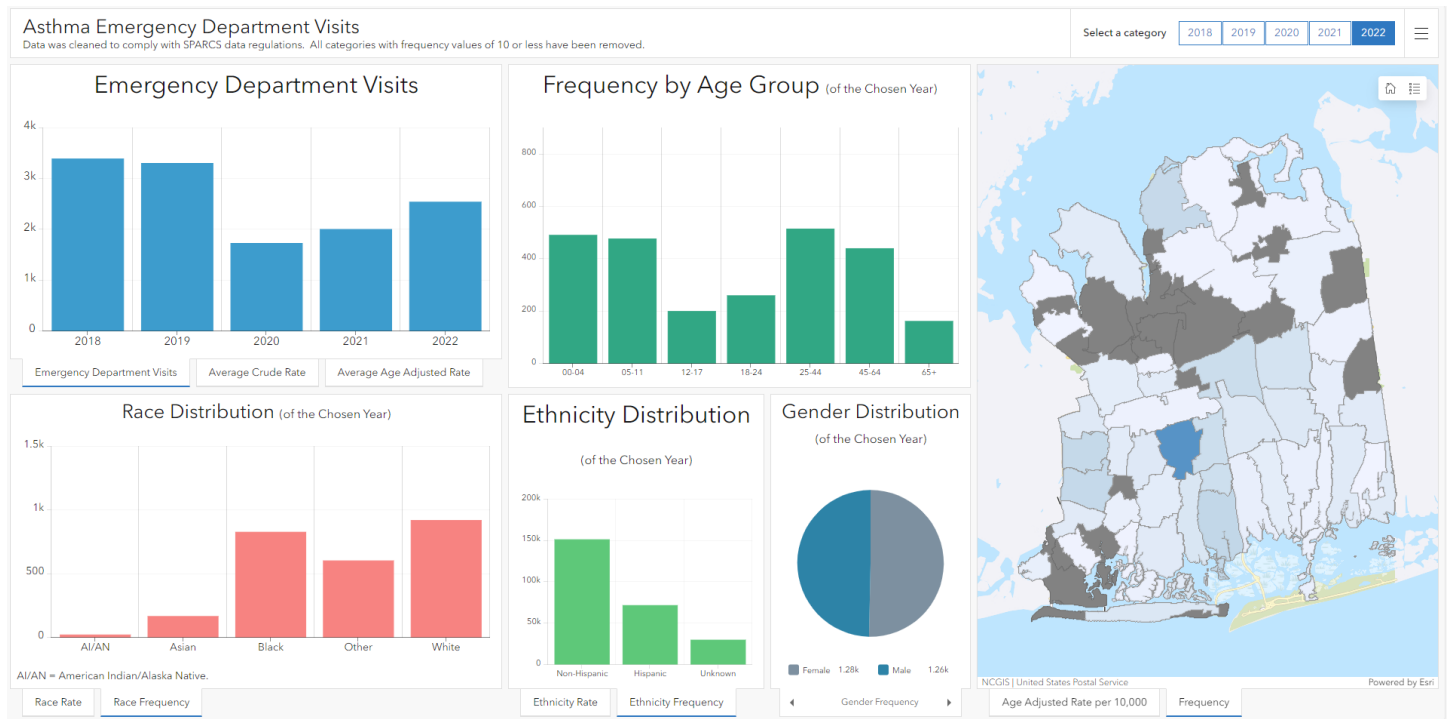 Asthma Emergency Department Visits
Data was cleaned to comply with SPARCS data regulations.  All categories with frequency values of 10 or less have been removed.
Select a category
2018
2019
2020
2021
2022
Emergency Department Visits
4k
3k
2k
1k
0
2018
2019
2020
2021
2022
Emergency Department Visits
Average Crude Rate
Average Age Adjusted Rate
Frequency by Age Group (of the Chosen Year)
800
600
400
200
0
00-04
05-11
12-17
18-24
25-44
45-64
65+
Race Distribution (of the Chosen Year)
1.5k
1k
500
0
AI/AN
Asian
Black
Other
White
AI/AN = American Indian/Alaska Native.
Race Rate
Race Frequency
Ethnicity Distribution
(of the Chosen Year)
200k
150k
100k
50k
0
Non-Hispanic
Hispanic
Unknown
Ethnicity Rate
Ethnicity Frequency
Gender Distribution
(of the Chosen Year)
Female 1.28k
Male 1.26k
Gender Frequency
NCGIS | United States Postal Service
Powered by Esri
Age Adjusted Rate per 10,000
Frequency